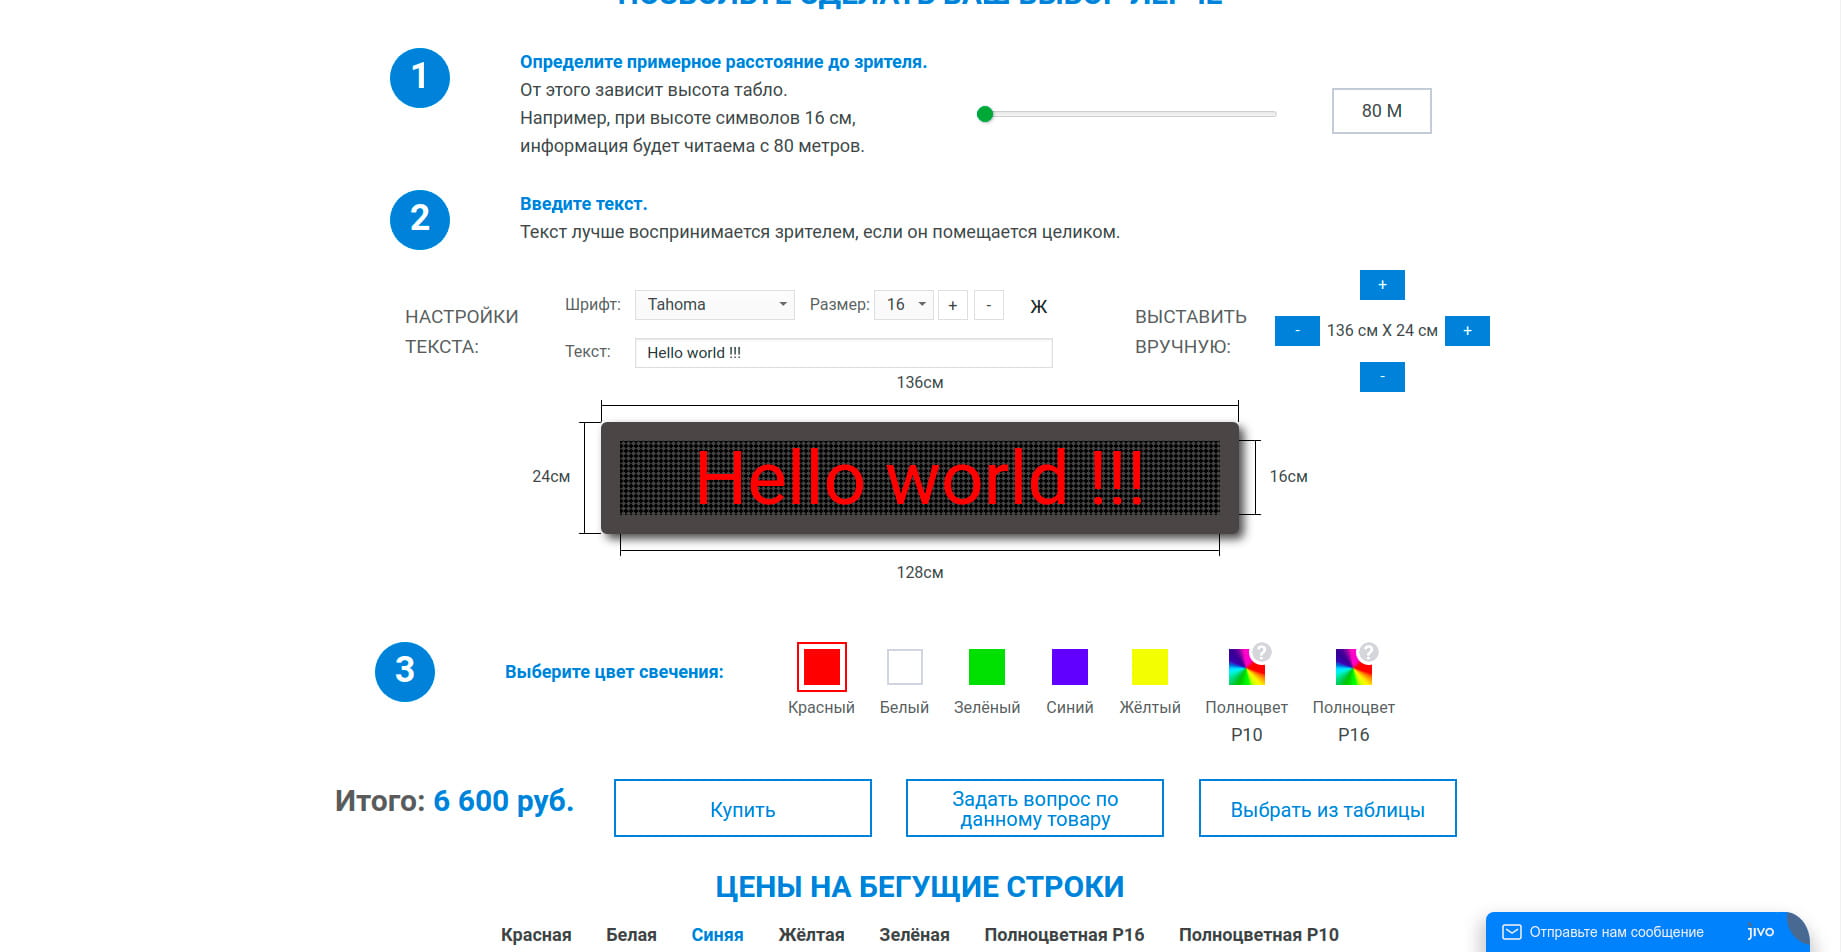 ПОЗВОЛЬТЕ СДЕЛАТЬ ВАШ ВЫБОР ЛЕГЧЕ
1
Определите примерное расстояние до зрителя.
От этого зависит высота табло.
Например, при высоте символов 16 см,
информация будет читаема с 80 метров.
80 М
2
Введите текст.
Текст лучше воспринимается зрителем, если он помещается целиком.
НАСТРОЙКИ
ТЕКСТА:
Шрифт: Tahoma Размер: 16 + - Ж
Текст: Hello world !!!
ВЫСТАВИТЬ
ВРУЧНУЮ:
+
- 136 см X 24 см +
-
136см
24см
Hello world !!!
16см
128см
3
Выберите цвет свечения:
Красный Белый Зелёный Синий Жёлтый ? Полноцвет ? Полноцвет
P10 P16
Итого: 6 600 руб.
Купить
Задать вопрос по
данному товару
Выбрать из таблицы
ЦЕНЫ НА БЕГУЩИЕ СТРОКИ
Красная Белая Синяя Жёлтая Зелёная Полноцветная P16 Полноцветная P10
Отправьте нам сообщение jivo